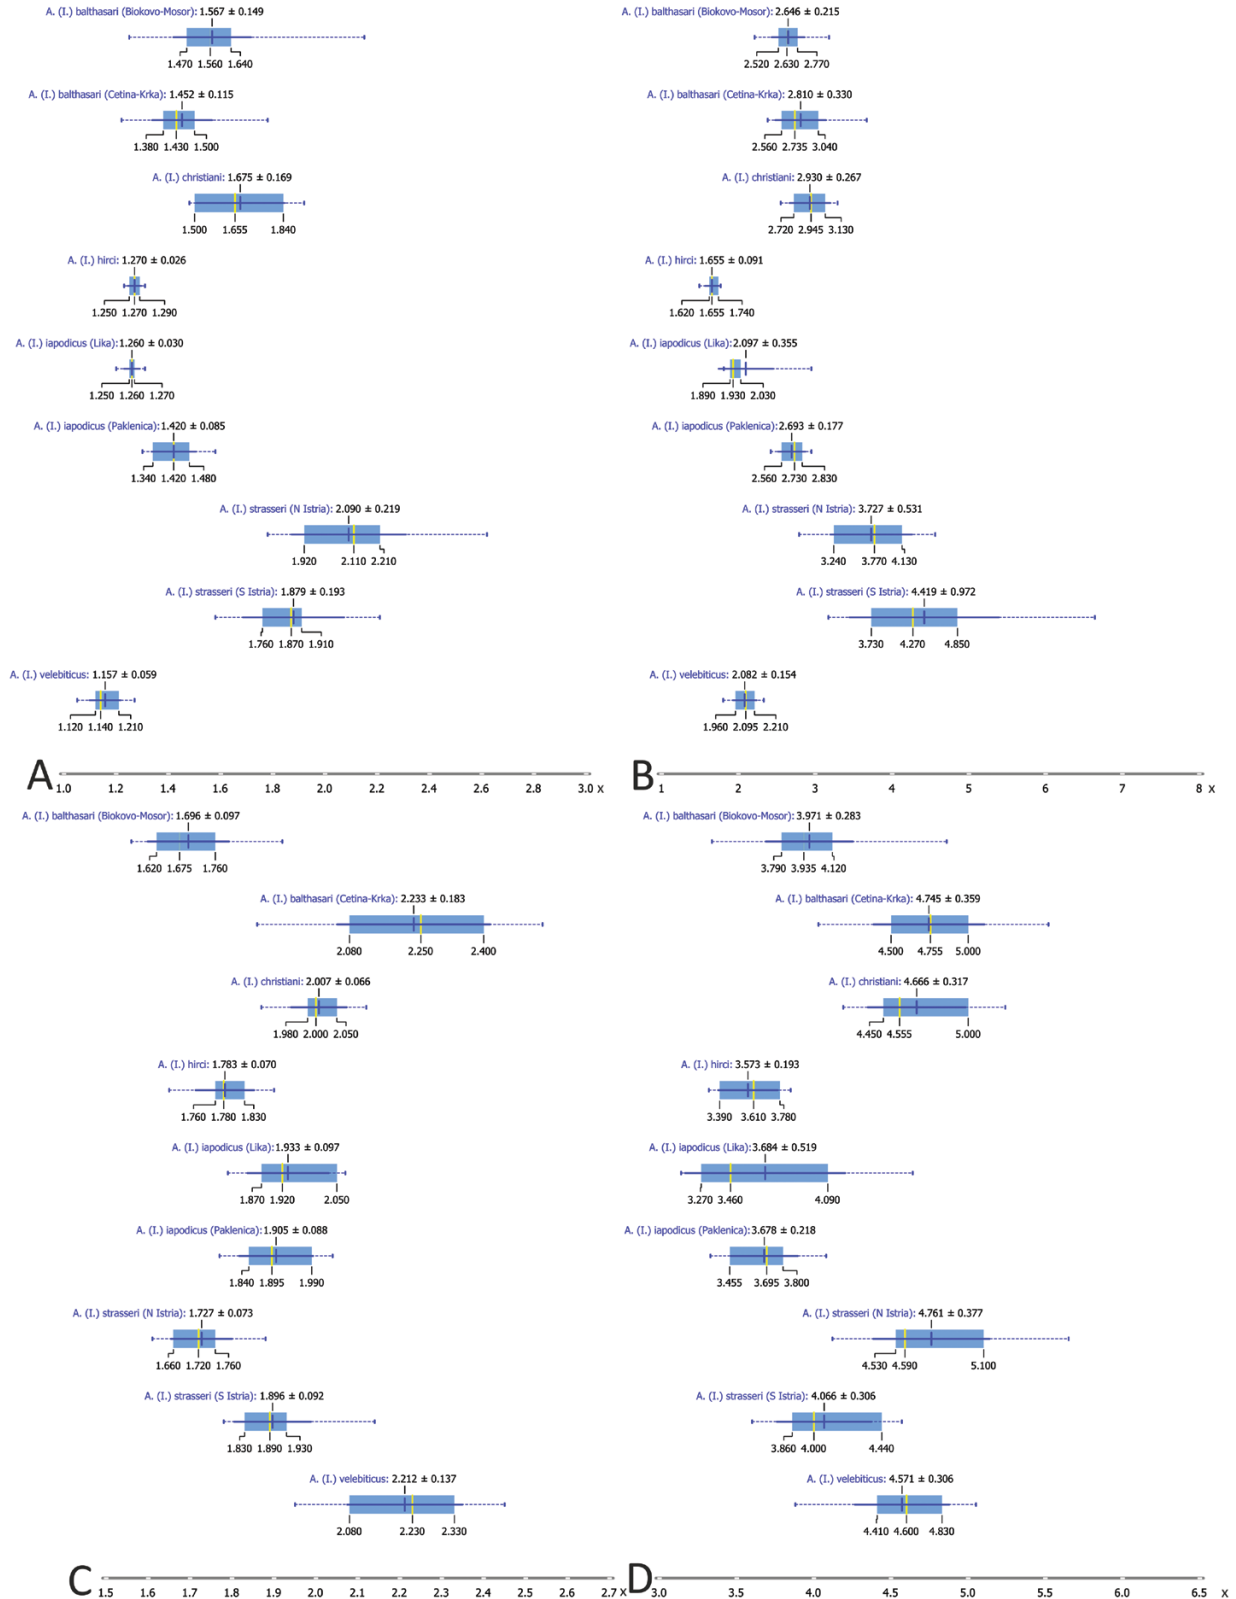 A. (I.) balthasari (Biokovo-Mosor): 1.567 ± 0.149
1.470 1.560 1.640
A. (I.) balthasari (Cetina-Krka): 1.452 ± 0.115
1.380 1.430 1.500
A. (I.) christiani: 1.675 ± 0.169
1.500 1.655 1.840
A. (I.) hirci: 1.270 ± 0.026
1.250 1.270 1.290
A. (I.) iapodicus (Lika): 1.260 ± 0.030
1.250 1.260 1.270
A. (I.) iapodicus (Paklenica): 1.420 ± 0.085
1.340 1.420 1.480
A. (I.) strasseri (N Istria): 2.090 ± 0.219
1.920 2.110 2.210
A. (I.) strasseri (S Istria): 1.879 ± 0.193
1.760 1.870 1.910
A. (I.) velebiticus: 1.157 ± 0.059
1.120 1.140 1.210
A
1.0 1.2 1.4 1.6 1.8 2.0 2.2 2.4 2.6 2.8 3.0 x
A. (I.) balthasari (Biokovo-Mosor): 2.646 ± 0.215
2.520 2.630 2.770
A. (I.) balthasari (Cetina-Krka): 2.810 ± 0.330
2.560 2.735 3.040
A. (I.) christiani: 2.930 ± 0.267
2.720 2.945 3.130
A. (I.) hirci: 1.655 ± 0.091
1.620 1.655 1.740
A. (I.) iapodicus (Lika): 2.097 ± 0.355
1.890 1.930 2.030
A. (I.) iapodicus (Paklenica): 2.693 ± 0.177
2.560 2.730 2.830
A. (I.) strasseri (N Istria): 3.727 ± 0.531
3.240 3.770 4.130
A. (I.) strasseri (S Istria): 4.419 ± 0.972
3.730 4.270 4.850
A. (I.) velebiticus: 2.082 ± 0.154
1.960 2.095 2.210
B
1 2 3 4 5 6 7 8 x
A. (I.) balthasari (Biokovo-Mosor): 1.696 ± 0.097
1.620 1.675 1.760
A. (I.) balthasari (Cetina-Krka): 2.233 ± 0.183
2.080 2.250 2.400
A. (I.) christiani: 2.007 ± 0.066
1.980 2.000 2.050
A. (I.) hirci: 1.783 ± 0.070
1.760 1.780 1.830
A. (I.) iapodicus (Lika): 1.933 ± 0.097
1.870 1.920 2.050
A. (I.) iapodicus (Paklenica): 1.905 ± 0.088
1.840 1.895 1.990
A. (I.) strasseri (N Istria): 1.727 ± 0.073
1.660 1.720 1.760
A. (I.) strasseri (S Istria): 1.896 ± 0.092
1.830 1.890 1.930
A. (I.) velebiticus: 2.212 ± 0.137
2.080 2.230 2.330
C
1.5 1.6 1.7 1.8 1.9 2.0 2.1 2.2 2.3 2.4 2.5 2.6 2.7 x
A. (I.) balthasari (Biokovo-Mosor): 3.971 ± 0.283
3.790 3.935 4.120
A. (I.) balthasari (Cetina-Krka): 4.745 ± 0.359
4.500 4.755 5.000
A. (I.) christiani: 4.666 ± 0.317
4.450 4.555 5.000
A. (I.) hirci: 3.573 ± 0.193
3.390 3.610 3.780
A. (I.) iapodicus (Lika): 3.684 ± 0.519
3.270 3.460 4.090
A. (I.) iapodicus (Paklenica): 3.678 ± 0.218
3.455 3.695 3.800
A. (I.) strasseri (N Istria): 4.761 ± 0.377
4.530 4.590 5.100
A. (I.) strasseri (S Istria): 4.066 ± 0.306
3.860 4.000 4.440
A. (I.) velebiticus: 4.571 ± 0.306
4.410 4.600 4.830
D
3.0 3.5 4.0 4.5 5.0 5.5 6.0 6.5 x